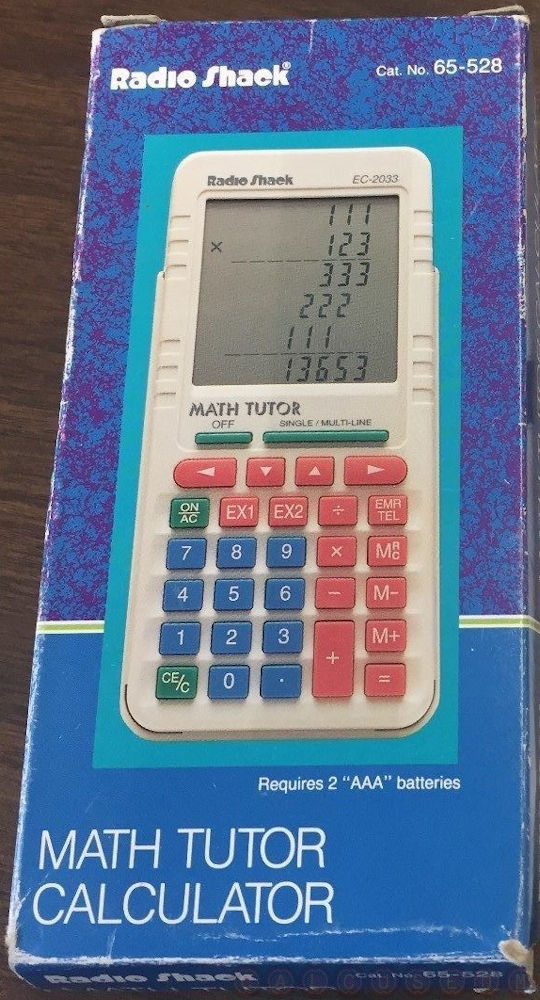 Radio Shack®
Cat. No. 65-528
Radio Shack EC-2033
111
× 123
333
222
111
13653
MATH TUTOR
OFF SINGLE / MULTI-LINE
◄ ▼ ▲ ►
ON/AC EX1 EX2 ÷ EMR TEL
7 8 9 × MRC
4 5 6 − M-
1 2 3 + M+
CE/C 0 · =
Requires 2 “AAA” batteries
MATH TUTOR
CALCULATOR
Radio Shack Cat. No. 65-528